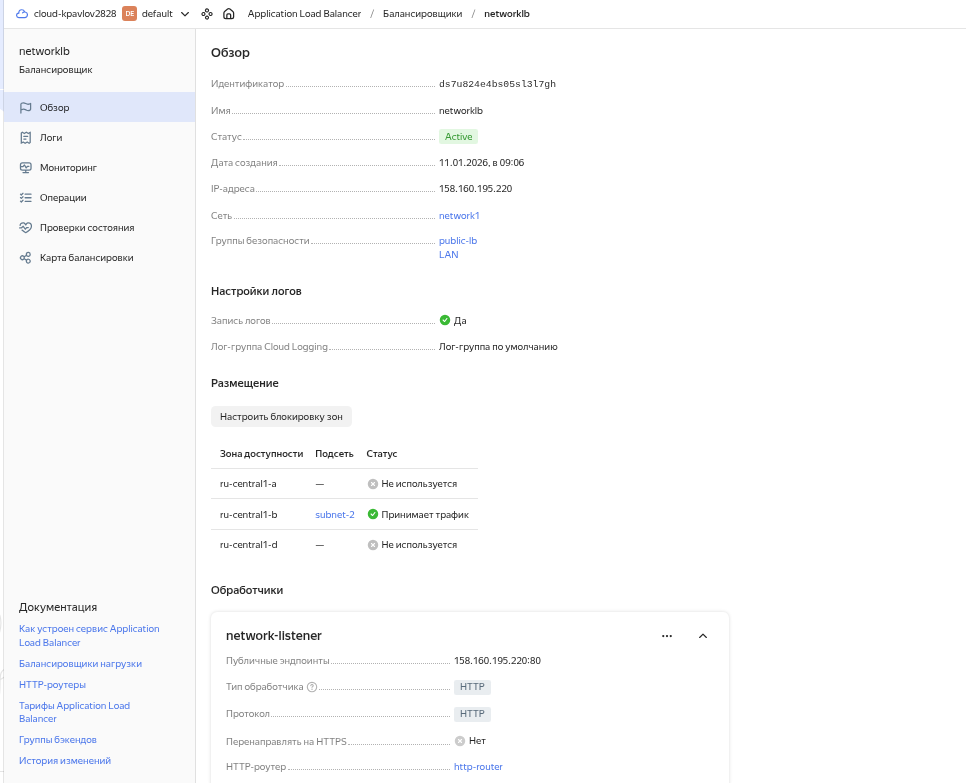 cloud-kpavlov2828 DE default Application Load Balancer / Балансировщики / networklb
networklb
Балансировщик
Обзор
Логи
Мониторинг
Операции
Проверки состояния
Карта балансировки
Документация
Как устроен сервис Application
Load Balancer
Балансировщики нагрузки
HTTP-роутеры
Тарифы Application Load
Balancer
Группы бэкендов
История изменений
Обзор
Идентификатор ds7u824e4bs05sl3l7gh
Имя networklb
Статус Active
Дата создания 11.01.2026, в 09:06
IP-адреса 158.160.195.220
Сеть network1
Группы безопасности public-lb
LAN
Настройки логов
Запись логов Да
Лог-группа Cloud Logging Лог-группа по умолчанию
Размещение
Настроить блокировку зон
Зона доступности Подсеть Статус
ru-central1-a — Не используется
ru-central1-b subnet-2 Принимает трафик
ru-central1-d — Не используется
Обработчики
network-listener
Публичные эндпоинты 158.160.195.220:80
Тип обработчика HTTP
Протокол HTTP
Перенаправлять на HTTPS Нет
HTTP-роутер http-router